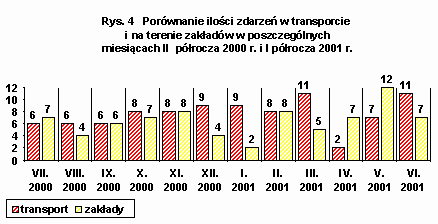 Rys. 4 Porównanie ilości zdarzeń w transporcie
i na terenie zakładów w poszczególnych
miesiącach II półrocza 2000 r. i I półrocza 2001 r.
12
10
8
6
4
2
0
6 7 6 4 6 6 8 7 8 8 9 4 9 2 8 8 11 5 2 7 7 12 11 7
VII. VIII. IX. X. XI. XII. I. II. III. IV. V. VI.
2000 2000 2000 2000 2000 2000 2001 2001 2001 2001 2001 2001
transport zakłady